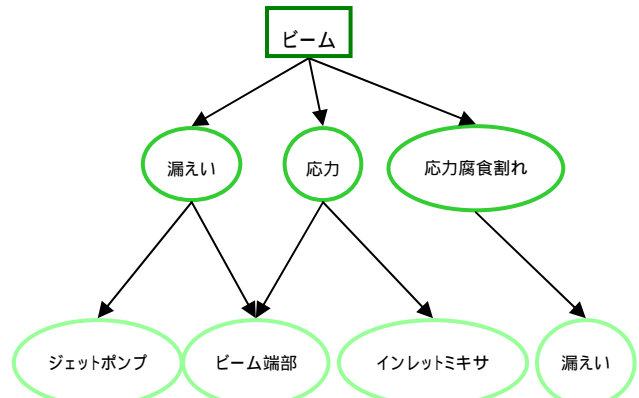 ビーム
漏えい
応力
応力腐食割れ
ジェットポンプ
ビーム端部
インレットミキサ
漏えい